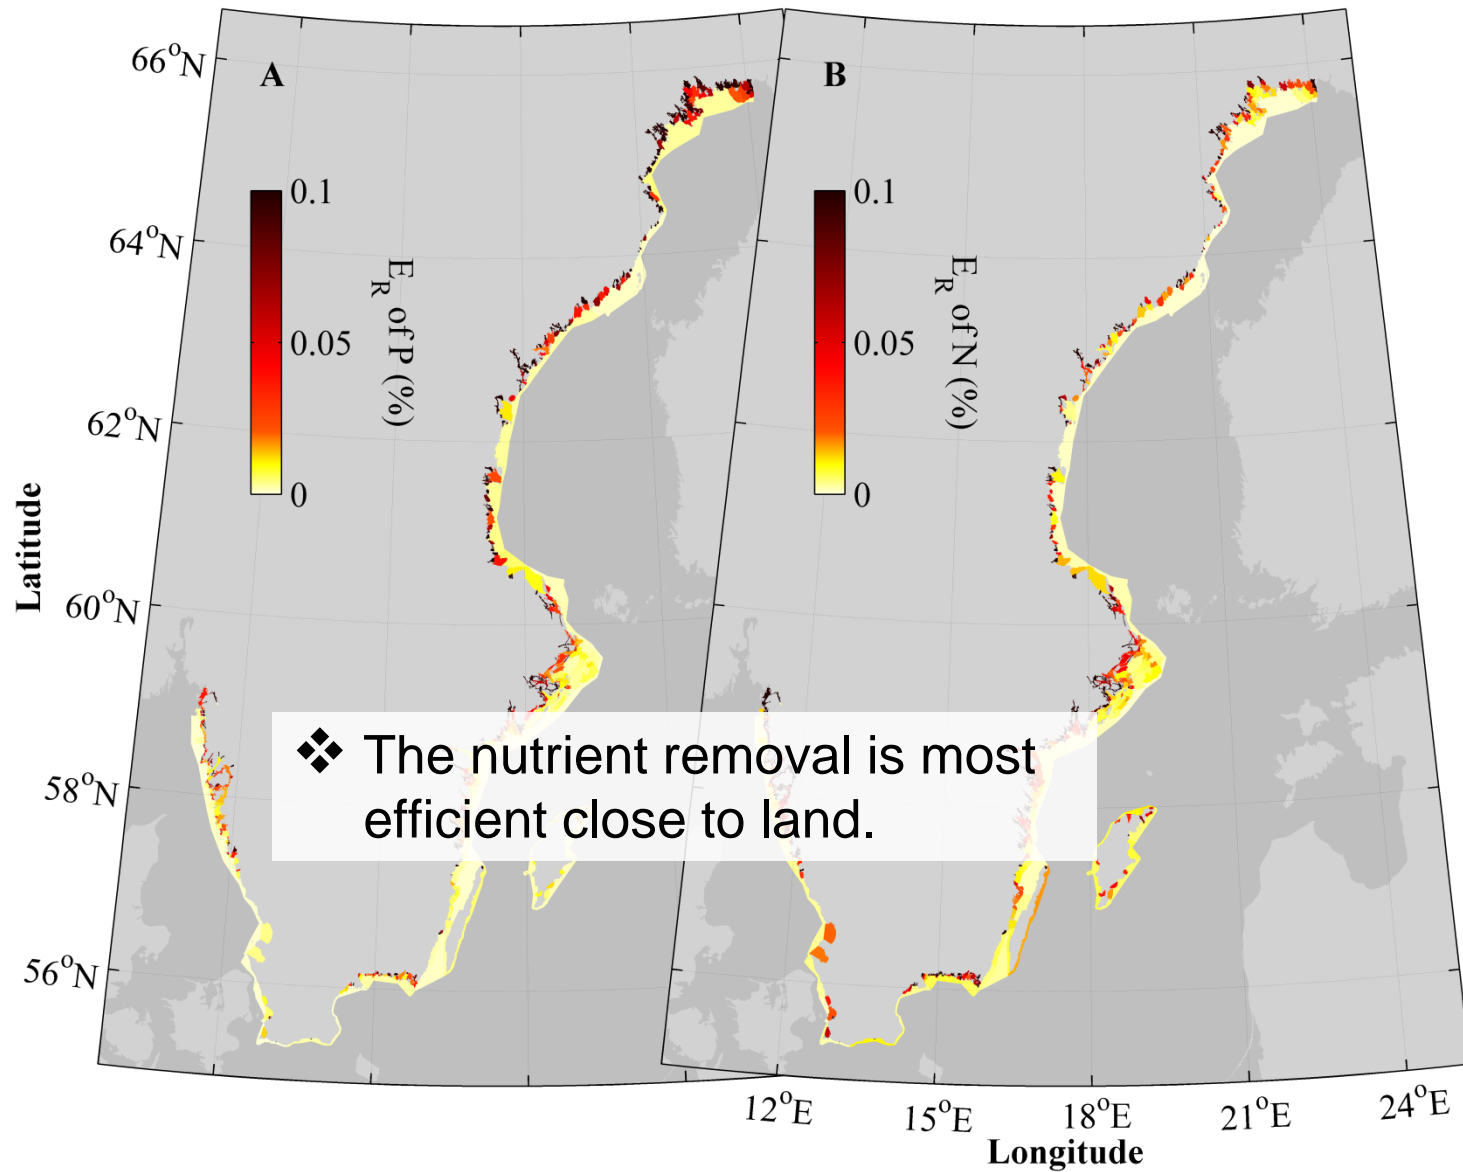 66°N
64°N
62°N
60°N
58°N
56°N
Latitude
A
0.1
0.05
0
E_R of P (%)
B
0.1
0.05
0
E_R of N (%)
❖ The nutrient removal is most
efficient close to land.
12°E
15°E
18°E
21°E
24°E
Longitude